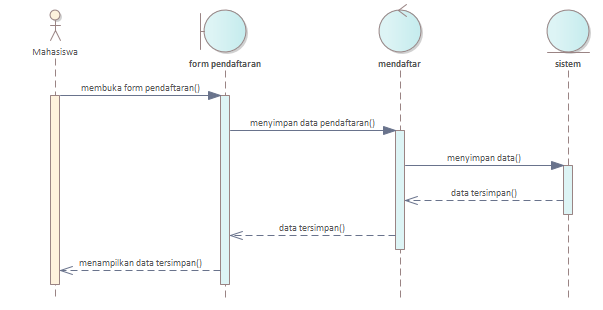 Mahasiswa
form pendaftaran
mendaftar
sistem
membuka form pendaftaran()
menyimpan data pendaftaran()
menyimpan data()
data tersimpan()
data tersimpan()
menampilkan data tersimpan()